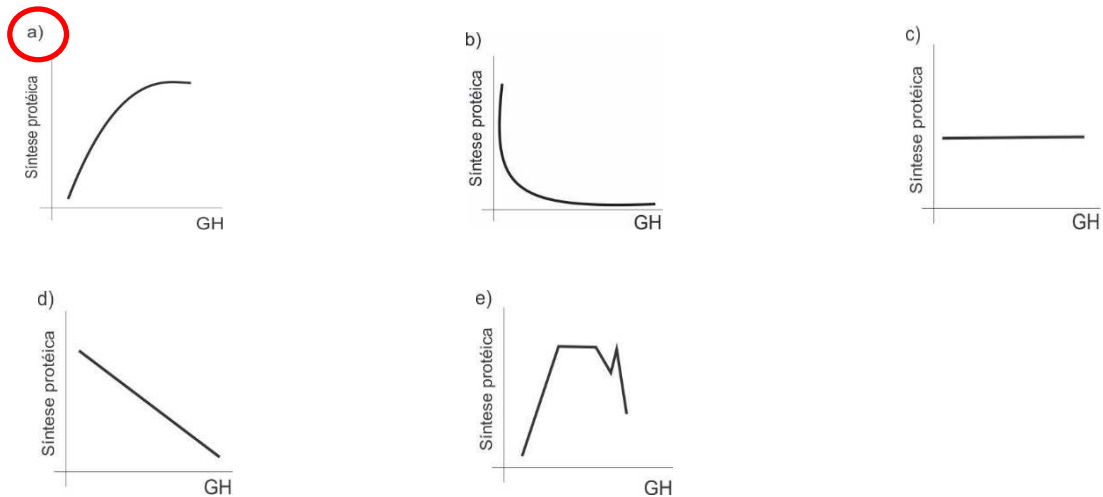 a)
Síntese protéica
GH
b)
Síntese protéica
GH
c)
Síntese protéica
GH
d)
Síntese protéica
GH
e)
Síntese protéica
GH